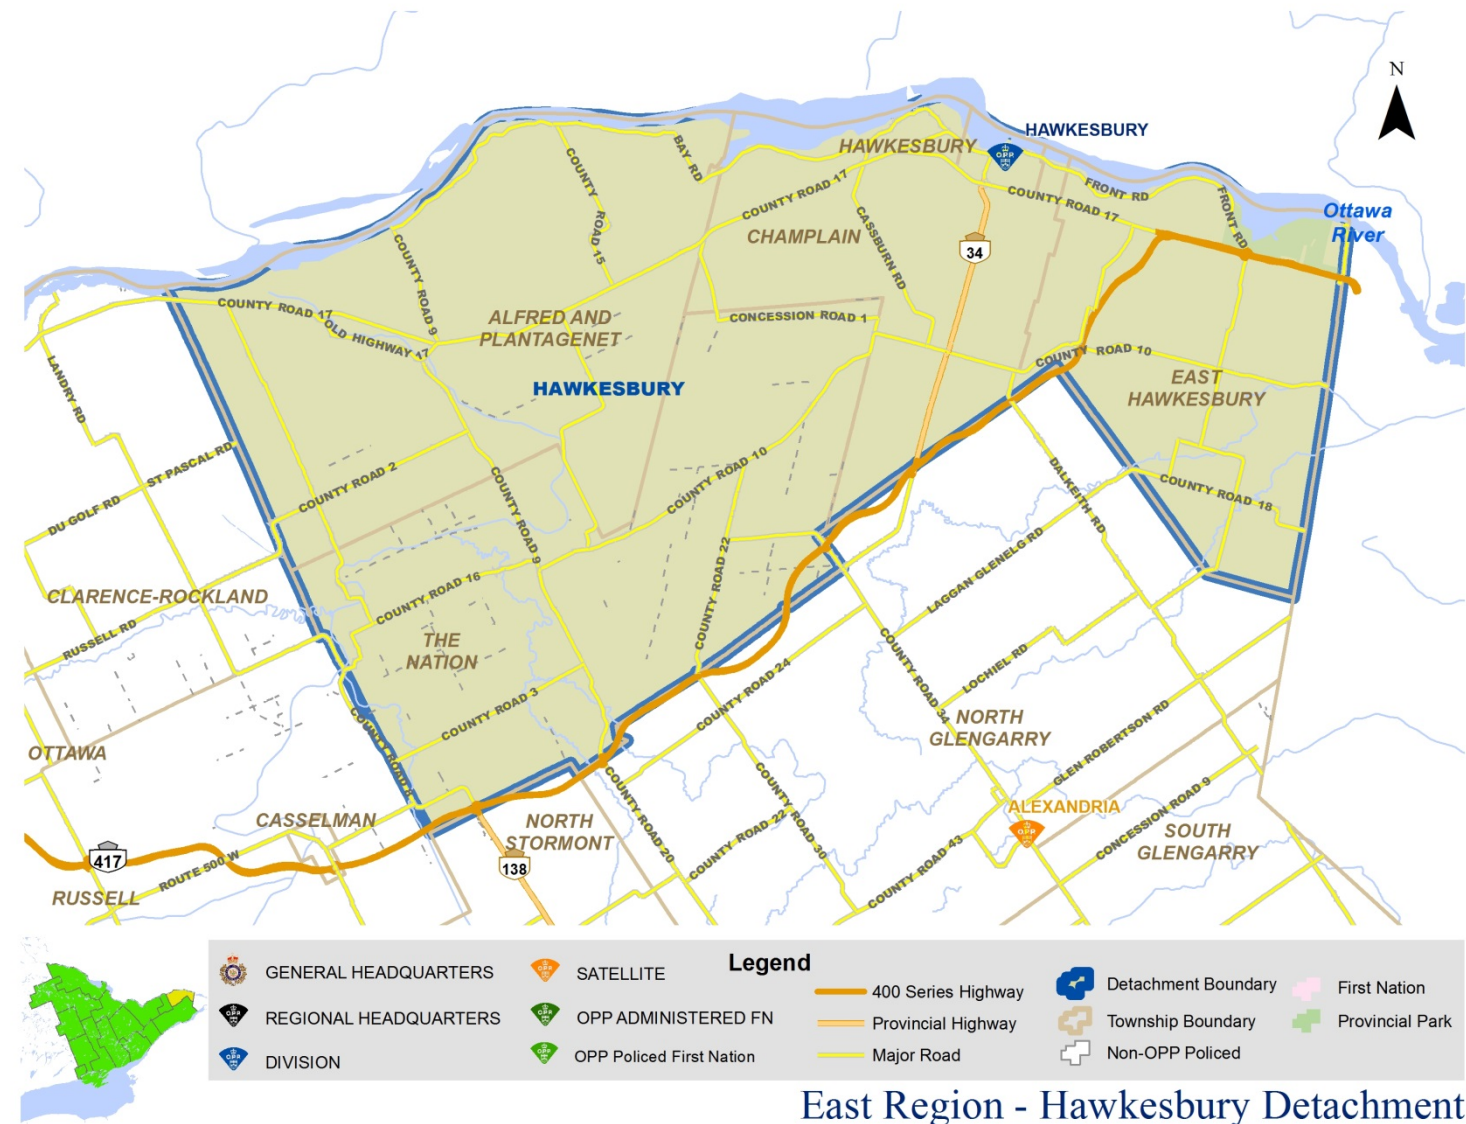 N
HAWKESBURY
HAWKESBURY
BAY RD
COUNTY ROAD 15
COUNTY ROAD 17
FRONT RD
COUNTY ROAD 17
FRONT RD
Ottawa
River
CHAMPLAIN
CASSBURN RD
34
COUNTY ROAD 9
COUNTY ROAD 17
OLD HIGHWAY 17
ALFRED AND
PLANTAGENET
CONCESSION ROAD 1
COUNTY ROAD 10
EAST
HAWKESBURY
LANDRY RD
HAWKESBURY
ST PASCAL RD
COUNTY ROAD 2
COUNTY ROAD 10
DALKEITH RD
COUNTY ROAD 18
DU GOLF RD
COUNTY ROAD 9
COUNTY ROAD 22
LAGGAN GLENELG RD
CLARENCE-ROCKLAND
COUNTY ROAD 16
RUSSELL RD
THE
NATION
COUNTY ROAD 24
COUNTY ROAD 34
LOCHIEL RD
COUNTY ROAD 3
COUNTY ROAD 8
NORTH
GLENGARRY
GLEN ROBERTSON RD
OTTAWA
COUNTY ROAD 20
COUNTY ROAD 30
CONCESSION ROAD 9
CASSELMAN
NORTH
STORMONT
COUNTY ROAD 22
ALEXANDRIA
SOUTH
GLENGARRY
417
ROUTE 500 W
138
COUNTY ROAD 43
RUSSELL
Legend
GENERAL HEADQUARTERS
REGIONAL HEADQUARTERS
DIVISION
SATELLITE
OPP ADMINISTERED FN
OPP Policed First Nation
400 Series Highway
Provincial Highway
Major Road
Detachment Boundary
Township Boundary
Non-OPP Policed
First Nation
Provincial Park
East Region - Hawkesbury Detachment